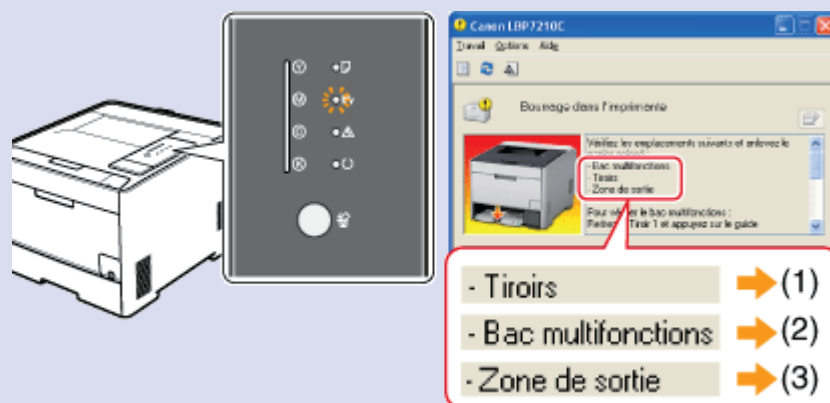 Y
M
C
K
Canon LBP7210C
Travail Options Aide
Bourrage dans l'imprimante
Vérifiez les emplacements suivants et enlevez le
- Bac multifonctions
- Tiroirs
- Zone de sortie
Pour vérifier le bac multifonctions :
Retirez le Tiroir 1 et appuyez sur le guide
- Tiroirs (1)
- Bac multifonctions (2)
- Zone de sortie (3)